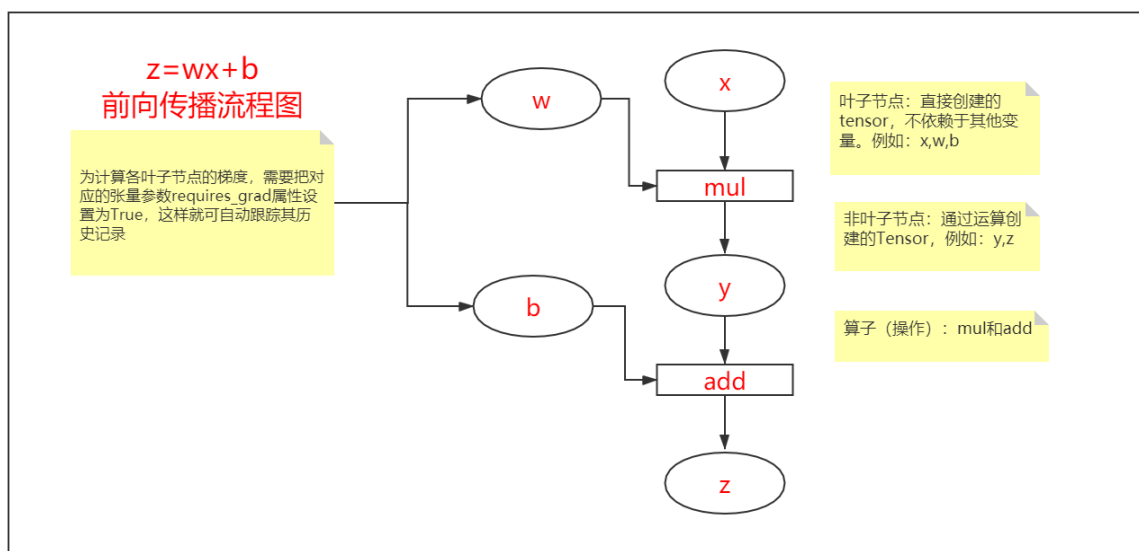 z=wx+b
前向传播流程图
为计算各叶子节点的梯度，需要把对
应的张量参数requires_grad属性设
置为True，这样就可自动跟踪其历
史记录
w
x
mul
b
y
add
z
叶子节点：直接创建的
tensor，不依赖于其他变
量。例如：x,w,b
非叶子节点：通过运算创
建的Tensor，例如：y,z
算子（操作）：mul和add